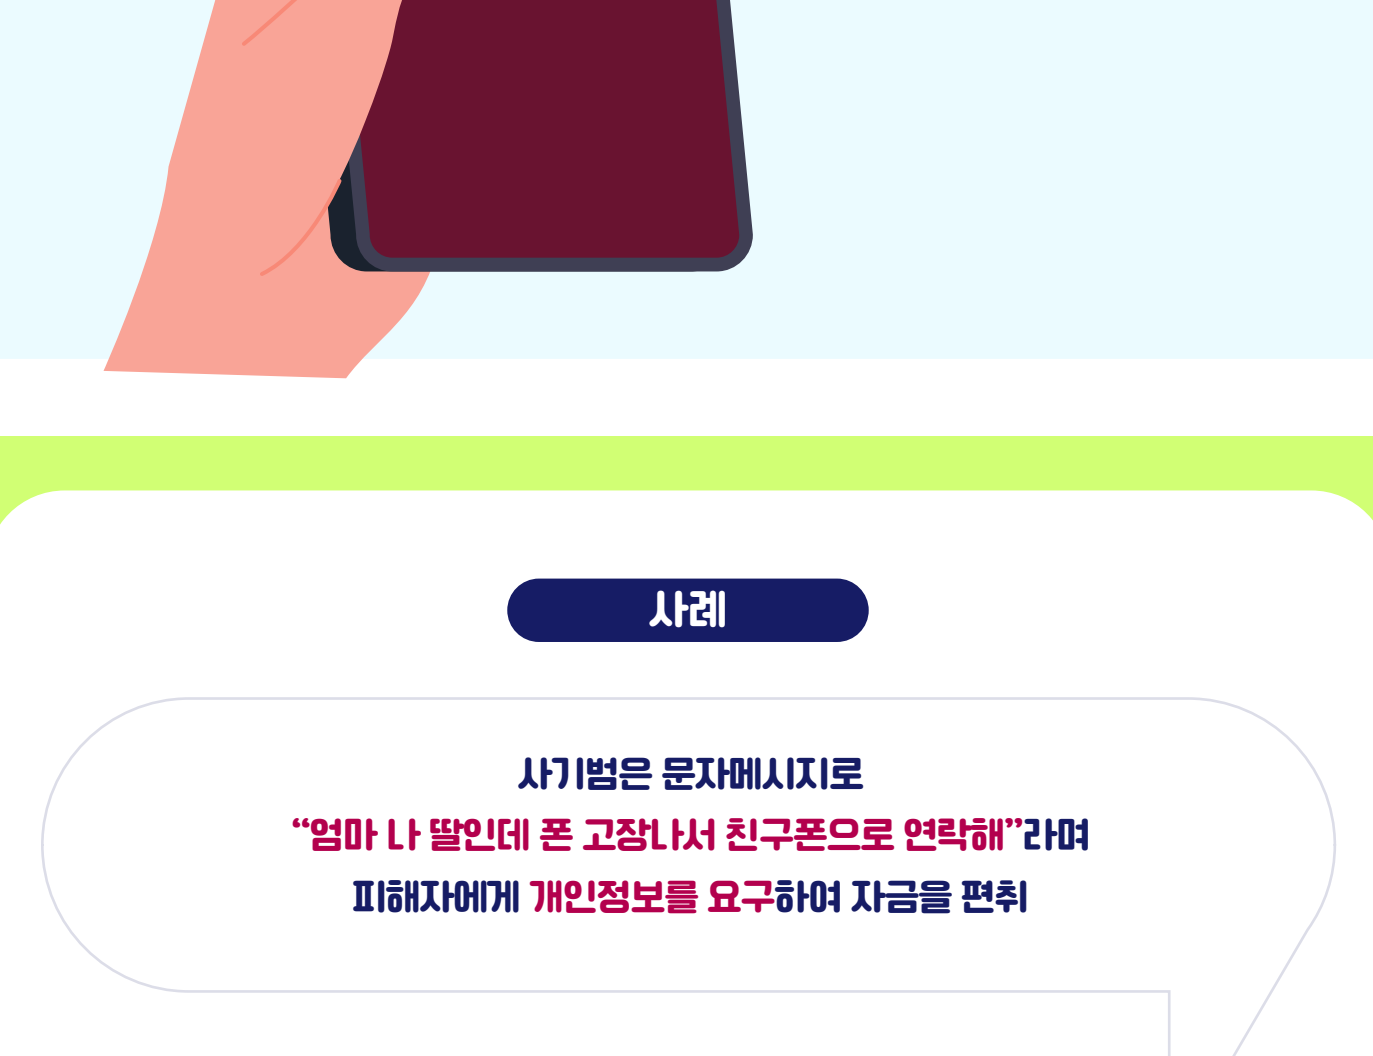 사례
사기범은 문자메시지로
“엄마 나 딸인데 폰 고장나서 친구폰으로 연락해”라며
피해자에게 개인정보를 요구하여 자금을 편취